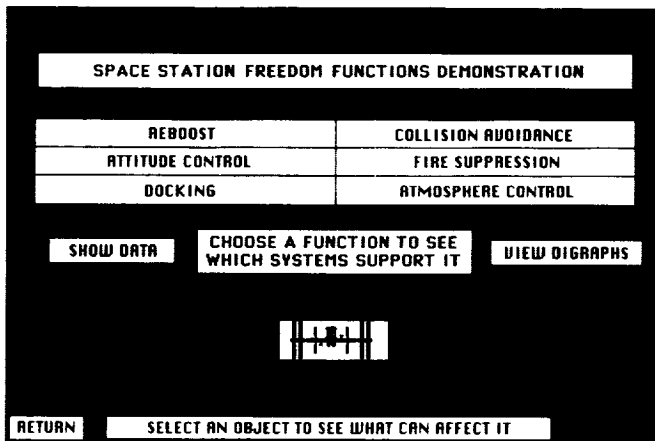 SPACE STATION FREEDOM FUNCTIONS DEMONSTRATION
REBOOST
COLLISION AVOIDANCE
ATTITUDE CONTROL
FIRE SUPPRESSION
DOCKING
ATMOSPHERE CONTROL
SHOW DATA
CHOOSE A FUNCTION TO SEE
WHICH SYSTEMS SUPPORT IT
VIEW DIGRAPHS
RETURN
SELECT AN OBJECT TO SEE WHAT CAN AFFECT IT